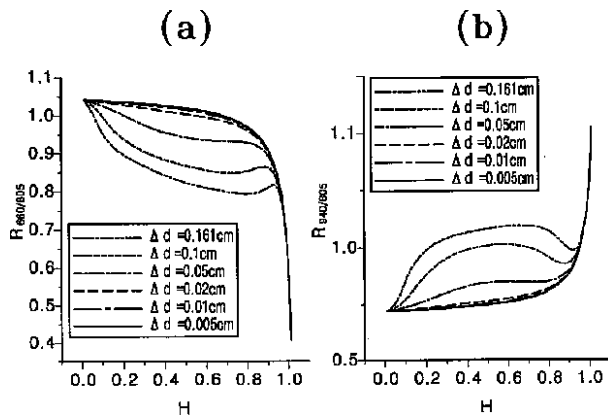 (a)
1.1
1.0
0.9
0.8
0.7
0.6
0.5
0.4
R660/805
Δ d =0.161cm
Δ d =0.1cm
Δ d =0.05cm
Δ d =0.02cm
Δ d =0.01cm
Δ d =0.005cm
0.0 0.2 0.4 0.6 0.8 1.0
H
(b)
1.1
1.0
0.5
R940/805
Δ d =0.161cm
Δ d =0.1cm
Δ d =0.05cm
Δ d =0.02cm
Δ d =0.01cm
Δ d =0.005cm
0.0 0.2 0.4 0.6 0.8 1.0
H